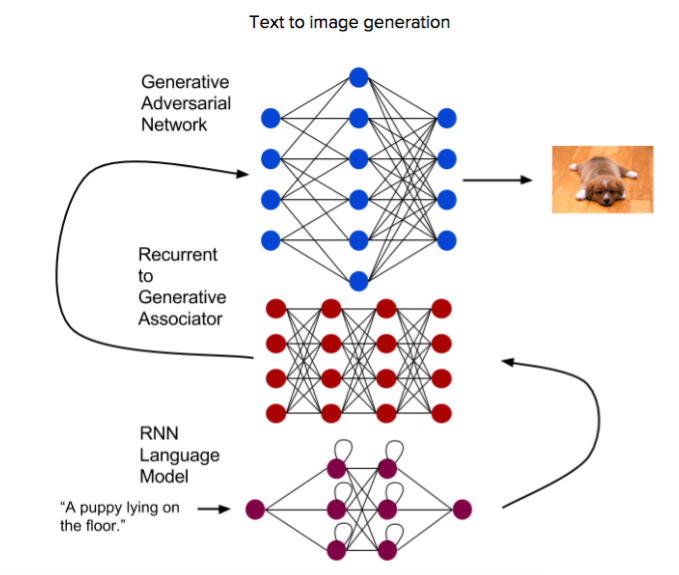 Text to image generation
Generative
Adversarial
Network
Recurrent
to
Generative
Associator
RNN
Language
Model
“A puppy lying on
the floor.”